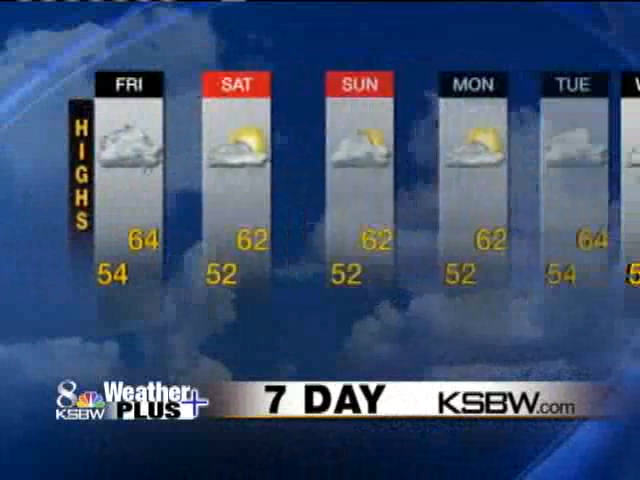 FRI SAT SUN MON TUE
HIGHS
64 62 62 62 64
54 52 52 52 54 5
8 Weather
KSBW PLUS+
7 DAY KSBW.com